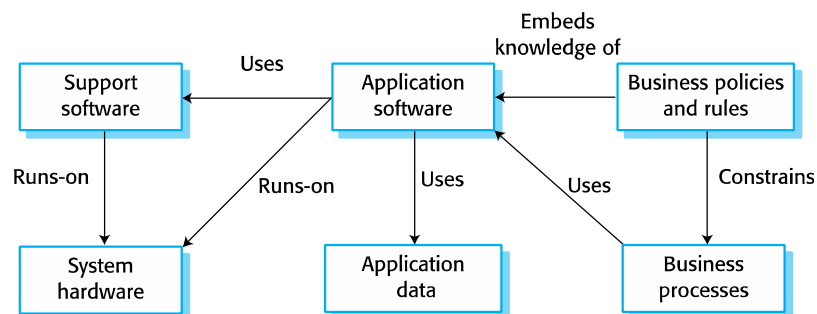 Embeds
knowledge of
Uses
Support
software
Application
software
Business policies
and rules
Runs-on
Runs-on
Uses
Uses
Constrains
System
hardware
Application
data
Business
processes